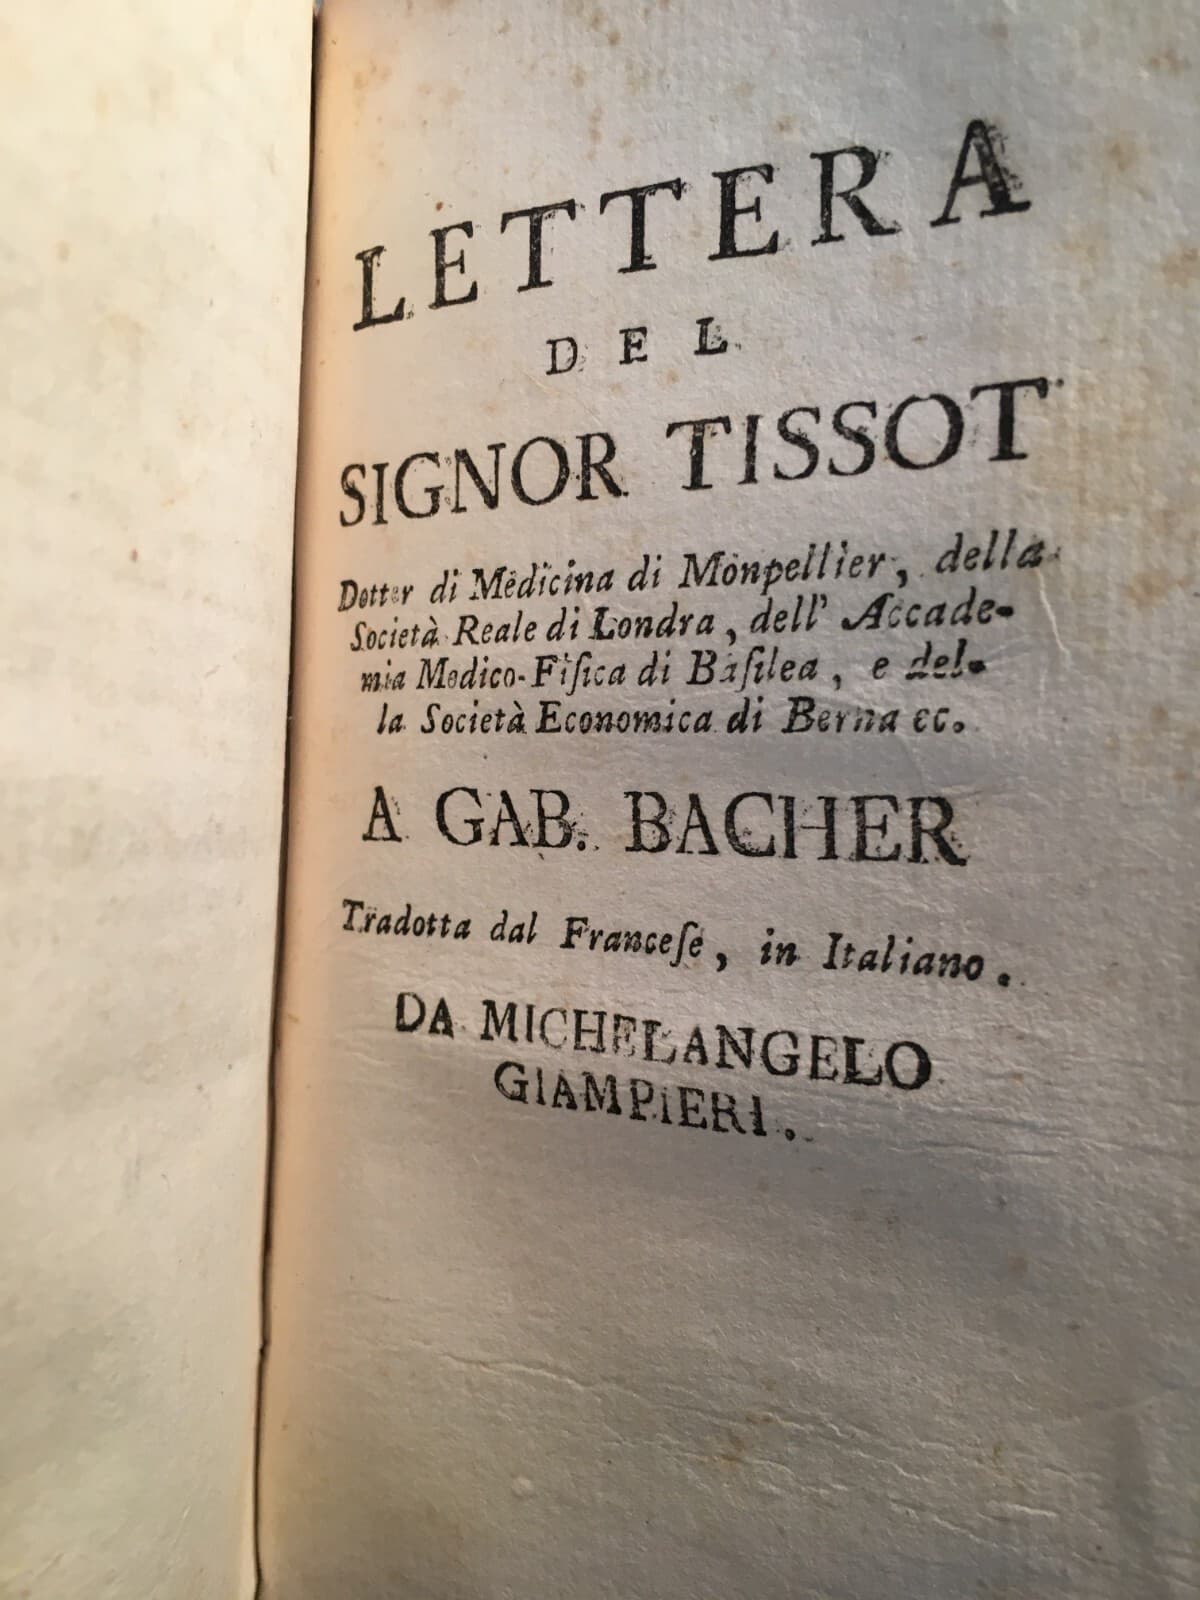 LETTERA
DEL
SIGNOR TISSOT
Dotter di Medicina di Monpellier, della
Società Reale di Londra, dell' Accade-
mia Medico-Fiſica di Baſilea, e del-
la Società Economica di Berna ec.
A GAB. BACHER
Tradotta dal Franceſe, in Italiano.
DA MICHELANGELO
GIAMPIERI.